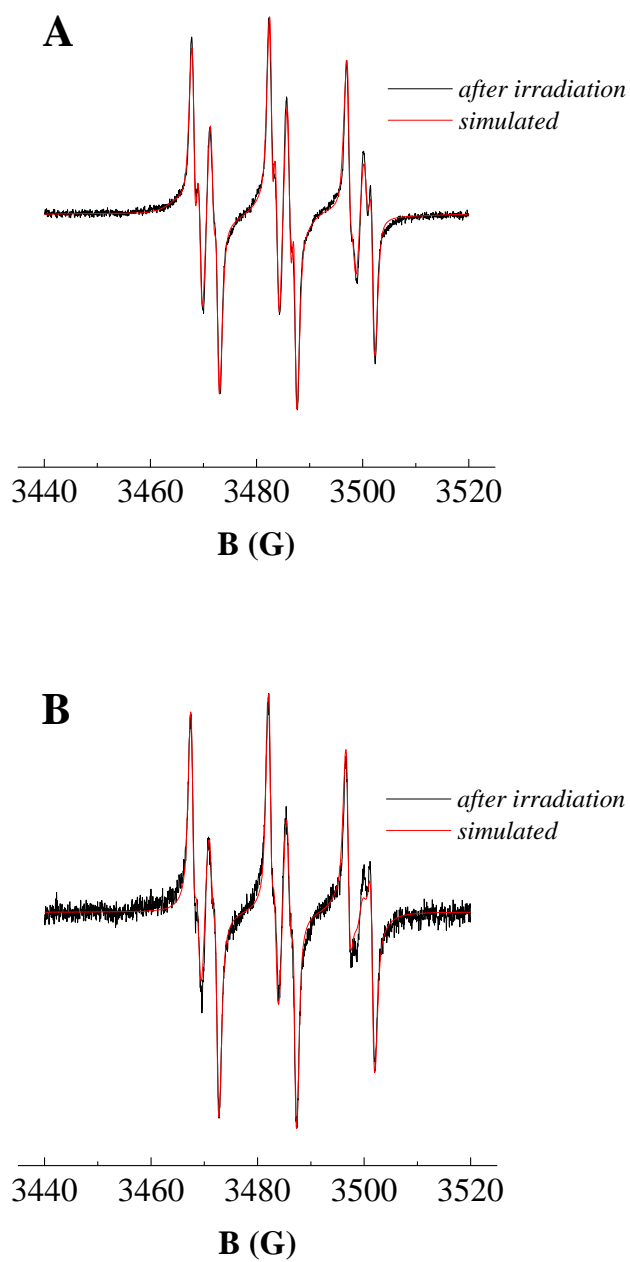 A
after irradiation
simulated
3440 3460 3480 3500 3520
B (G)
B
after irradiation
simulated
3440 3460 3480 3500 3520
B (G)